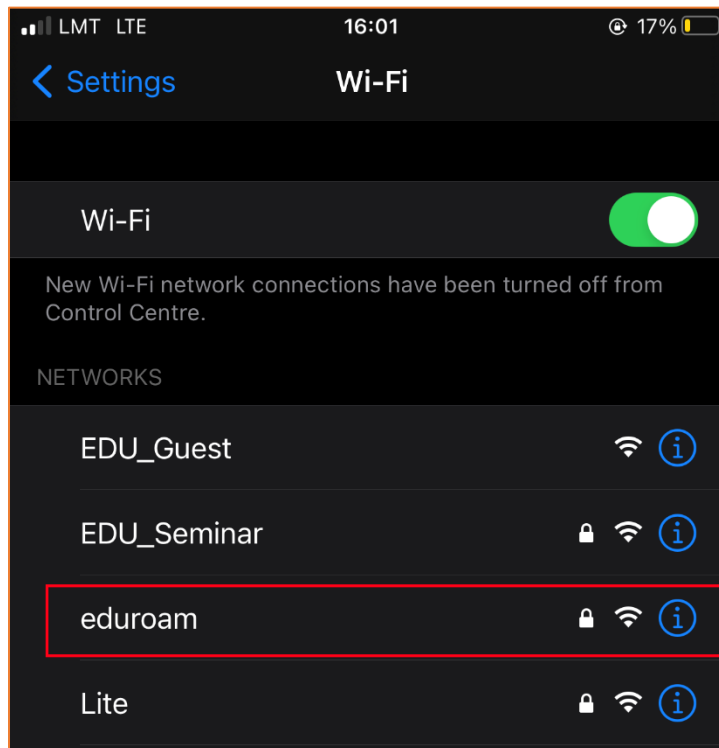 LMT LTE 16:01 17%
Settings Wi-Fi
Wi-Fi
New Wi-Fi network connections have been turned off from
Control Centre.
NETWORKS
EDU_Guest
EDU_Seminar
eduroam
Lite